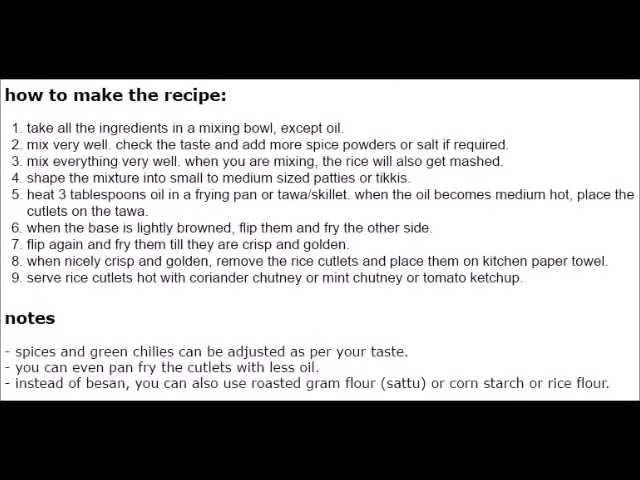 how to make the recipe:
1. take all the ingredients in a mixing bowl, except oil.
2. mix very well. check the taste and add more spice powders or salt if required.
3. mix everything very well. when you are mixing, the rice will also get mashed.
4. shape the mixture into small to medium sized patties or tikkis.
5. heat 3 tablespoons oil in a frying pan or tawa/skillet. when the oil becomes medium hot, place the
cutlets on the tawa.
6. when the base is lightly browned, flip them and fry the other side.
7. flip again and fry them till they are crisp and golden.
8. when nicely crisp and golden, remove the rice cutlets and place them on kitchen paper towel.
9. serve rice cutlets hot with coriander chutney or mint chutney or tomato ketchup.
notes
- spices and green chilies can be adjusted as per your taste.
- you can even pan fry the cutlets with less oil.
- instead of besan, you can also use roasted gram flour (sattu) or corn starch or rice flour.